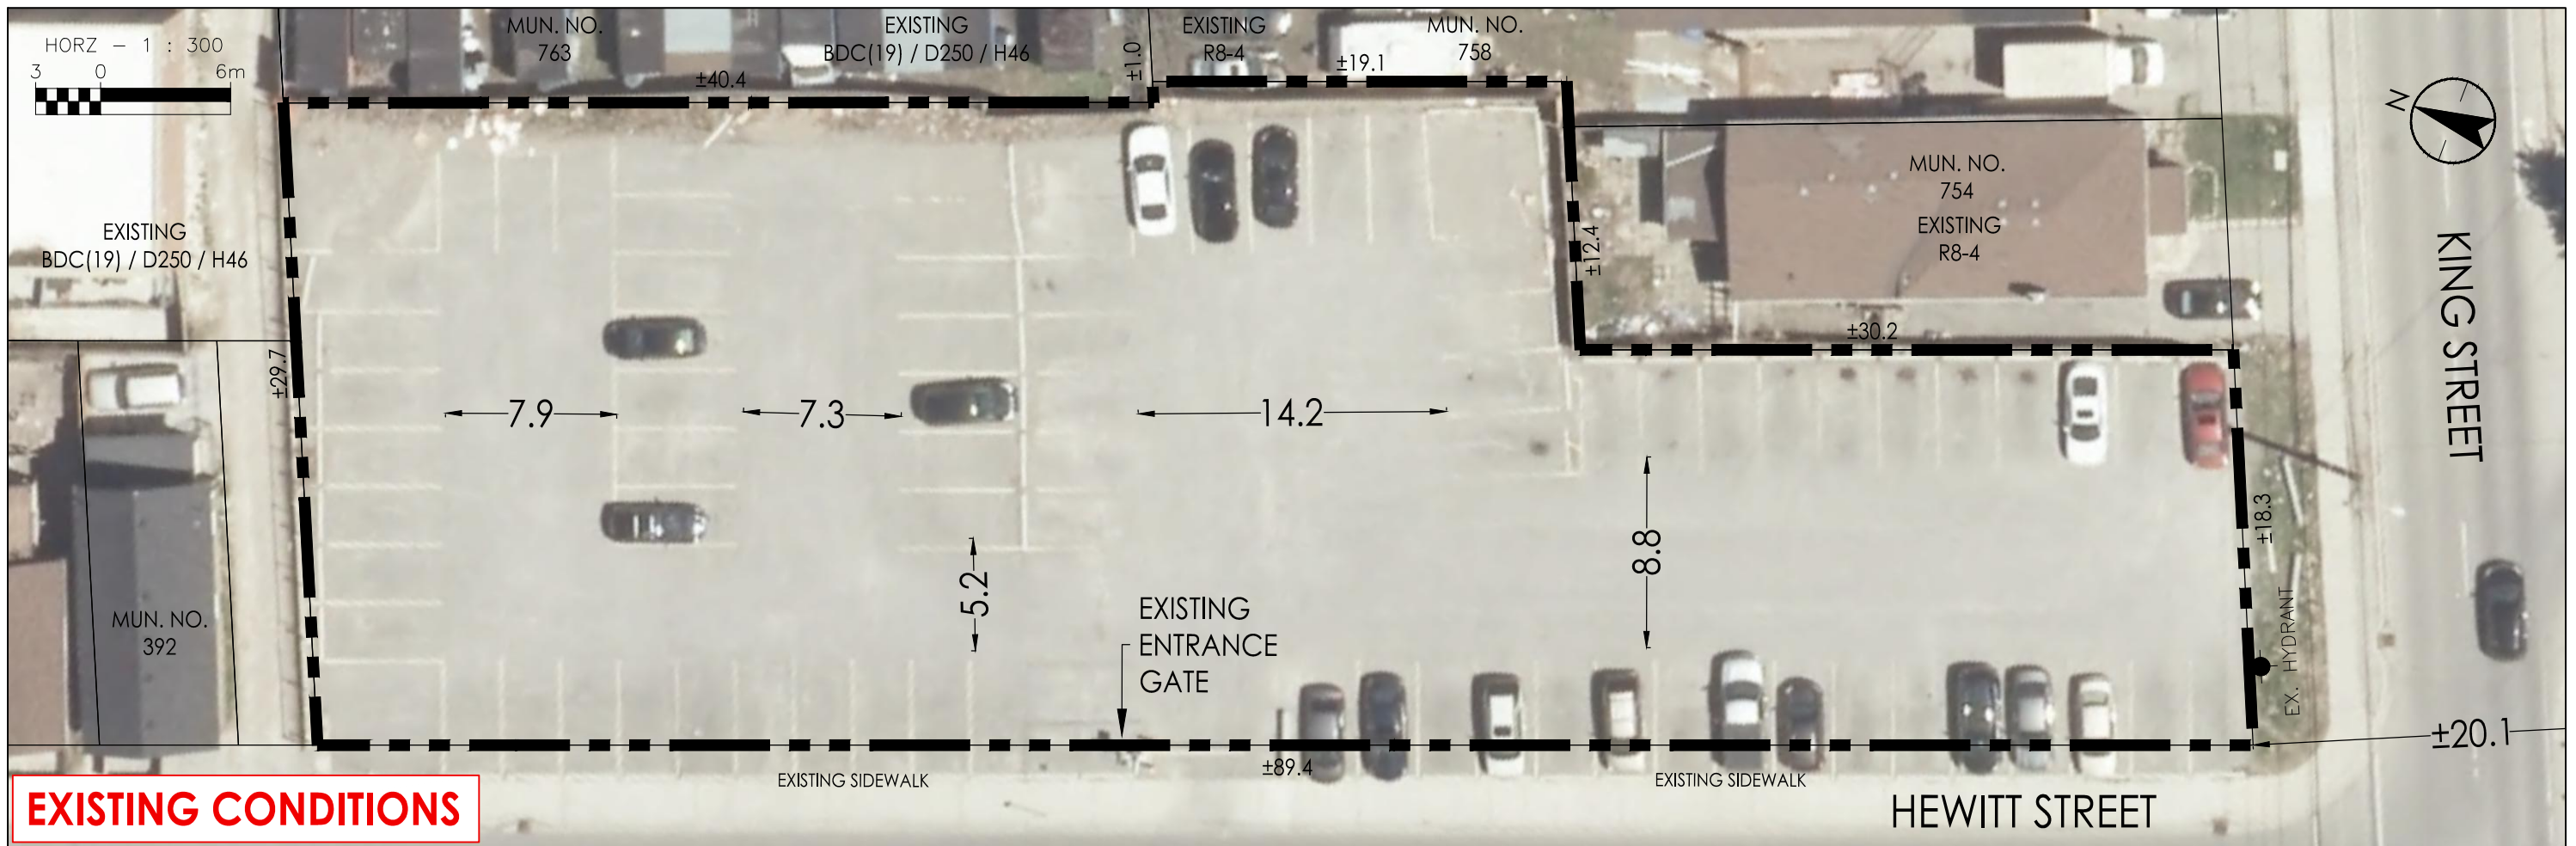 HORZ - 1 : 300
3 0 6m
MUN. NO.
763
EXISTING
BDC(19) / D250 / H46
±1.0
EXISTING
R8-4
MUN. NO.
758
±40.4
±19.1
N
EXISTING
BDC(19) / D250 / H46
MUN. NO.
754
EXISTING
R8-4
±12.4
±30.2
KING STREET
±29.7
7.9
7.3
14.2
8.8
5.2
±18.3
MUN. NO.
392
EXISTING
ENTRANCE
GATE
EX. HYDRANT
±20.1
±89.4
EXISTING SIDEWALK
EXISTING SIDEWALK
EXISTING CONDITIONS
HEWITT STREET